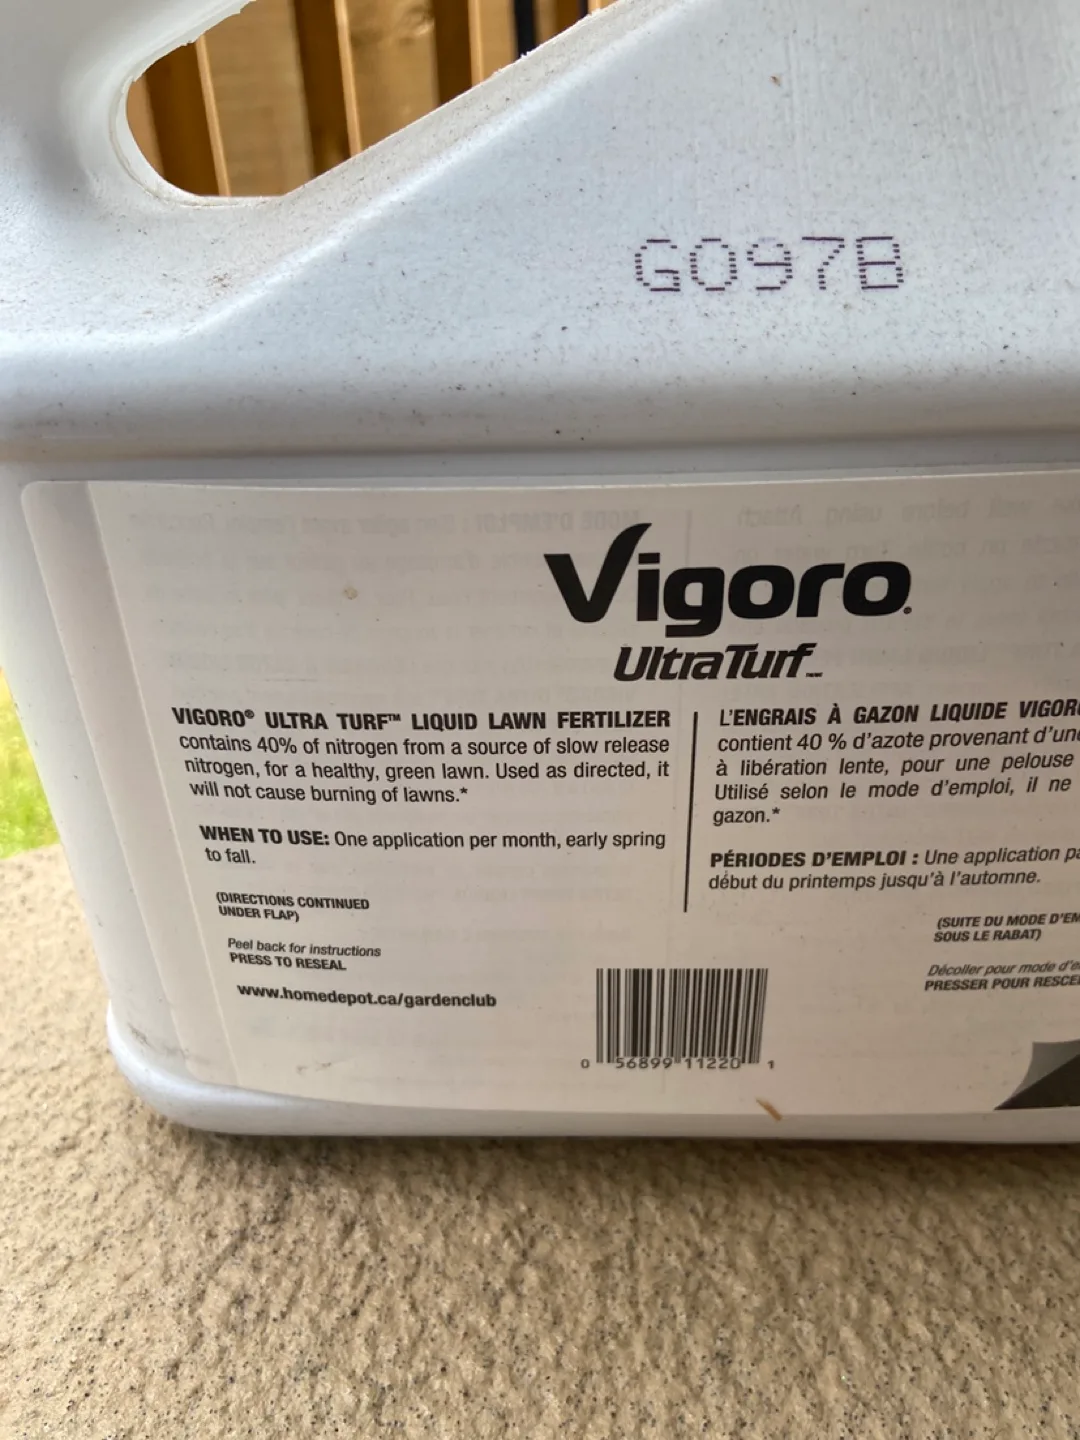 G097B
Vigoro®
UltraTurf™
VIGORO® ULTRA TURF™ LIQUID LAWN FERTILIZER
contains 40% of nitrogen from a source of slow release
nitrogen, for a healthy, green lawn. Used as directed, it
will not cause burning of lawns.*
WHEN TO USE: One application per month, early spring
to fall.
(DIRECTIONS CONTINUED
UNDER FLAP)
Peel back for instructions
PRESS TO RESEAL
www.homedepot.ca/gardenclub
L'ENGRAIS À GAZON LIQUIDE VIGOR
contient 40 % d'azote provenant d'une
à libération lente, pour une pelouse
Utilisé selon le mode d'emploi, il ne
gazon.*
PÉRIODES D'EMPLOI : Une application
début du printemps jusqu'à l'automne.
(SUITE DU MODE D'EM
SOUS LE RABAT)
Décoller pour mode
PRESSER POUR RESCE
0 56899 11220 1